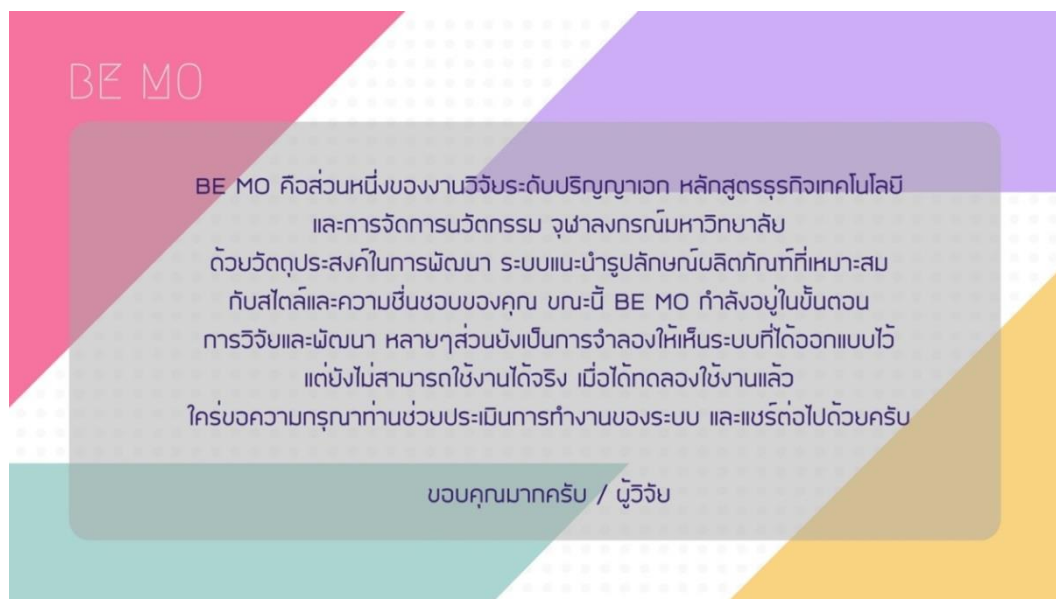 BE MO
BE MO คือส่วนหนึ่งของงานวิจัยระดับปริญญาเอก หลักสูตรธุรกิจเทคโนโลยี
และการจัดการนวัตกรรม จุฬาลงกรณ์มหาวิทยาลัย
ด้วยวัตถุประสงค์ในการพัฒนา ระบบแนะนำรูปลักษณ์ผลิตภัณฑ์ที่เหมาะสม
กับสไตล์และความชื่นชอบของคุณ ขณะนี้ BE MO กำลังอยู่ในขั้นตอน
การวิจัยและพัฒนา หลายๆส่วนยังเป็นการจำลองให้เห็นระบบที่ได้ออกแบบไว้
แต่ยังไม่สามารถใช้งานได้จริง เมื่อได้ทดลองใช้งานแล้ว
ใคร่ขอความกรุณาท่านช่วยประเมินการทำงานของระบบ และแชร์ต่อไปด้วยครับ
ขอบคุณมากครับ / ผู้วิจัย